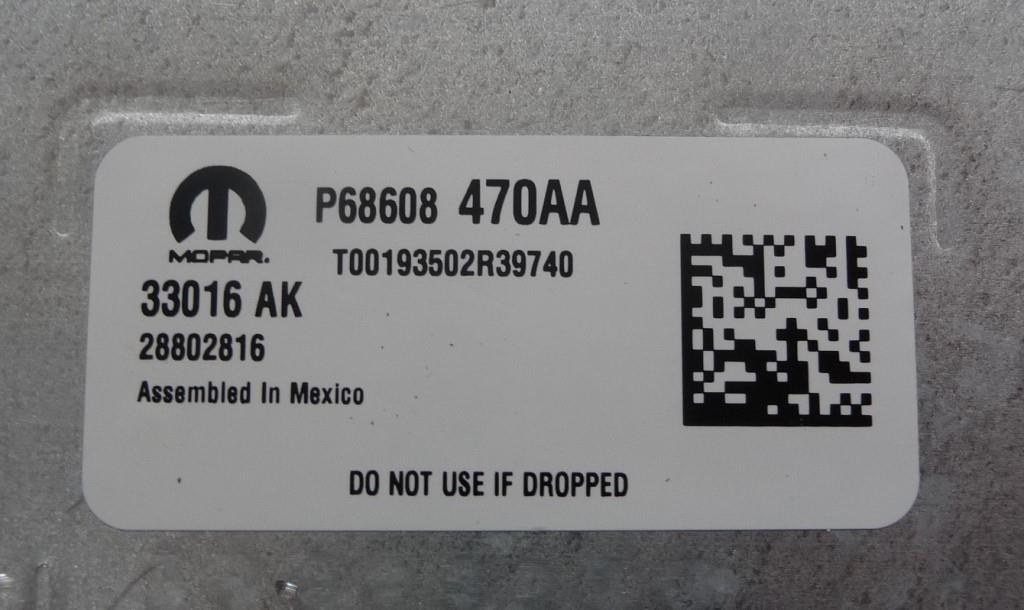 P68608 470AA
MOPAR.
T00193502R39740
33016 AK
28802816
Assembled In Mexico
DO NOT USE IF DROPPED